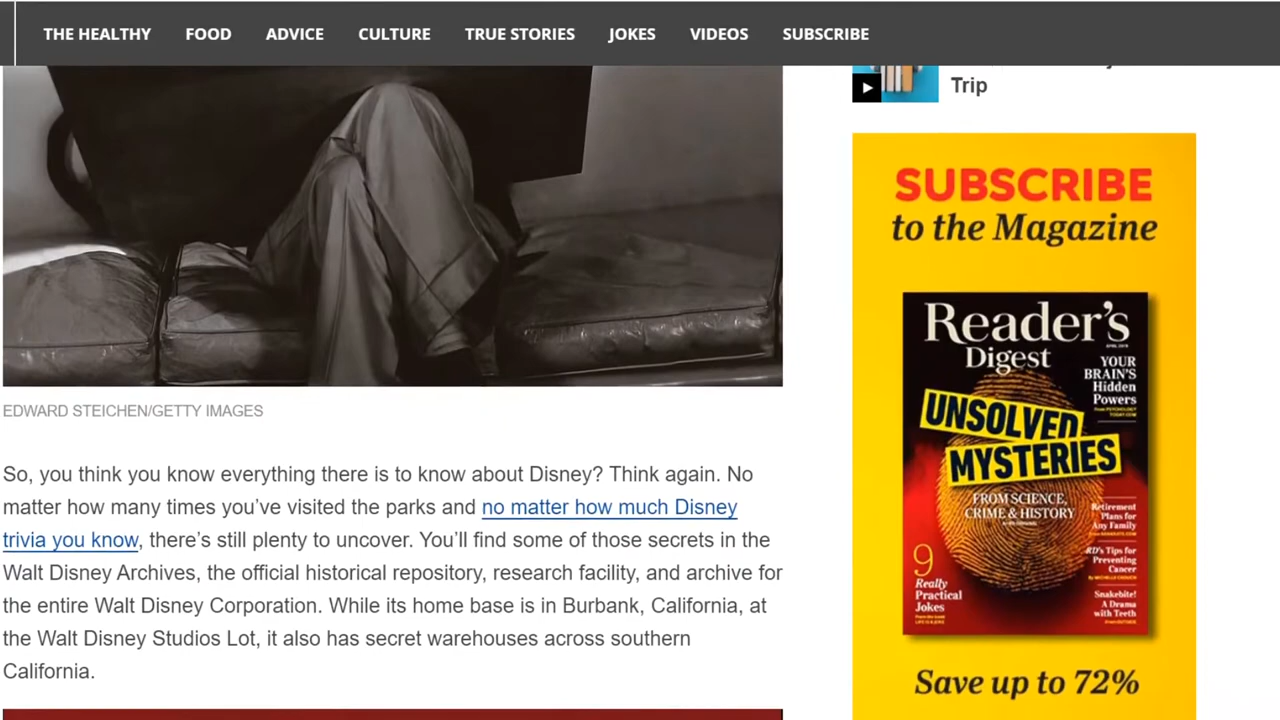 THE HEALTHY FOOD ADVICE CULTURE TRUE STORIES JOKES VIDEOS SUBSCRIBE
Trip
EDWARD STEICHEN/GETTY IMAGES
So, you think you know everything there is to know about Disney? Think again. No
matter how many times you’ve visited the parks and no matter how much Disney
trivia you know, there’s still plenty to uncover. You’ll find some of those secrets in the
Walt Disney Archives, the official historical repository, research facility, and archive for
the entire Walt Disney Corporation. While its home base is in Burbank, California, at
the Walt Disney Studios Lot, it also has secret warehouses across southern
California.
SUBSCRIBE
to the Magazine
Reader's
Digest
YOUR
BRAIN'S
Hidden
Powers
UNSOLVED
MYSTERIES
FROM SCIENCE,
CRIME & HISTORY
9
Really
Practical
Jokes
Retirement
Plans for
Any Family
RD's Tips for
Preventing
Cancer
Snakebite!
A Drama
with Teeth
Save up to 72%